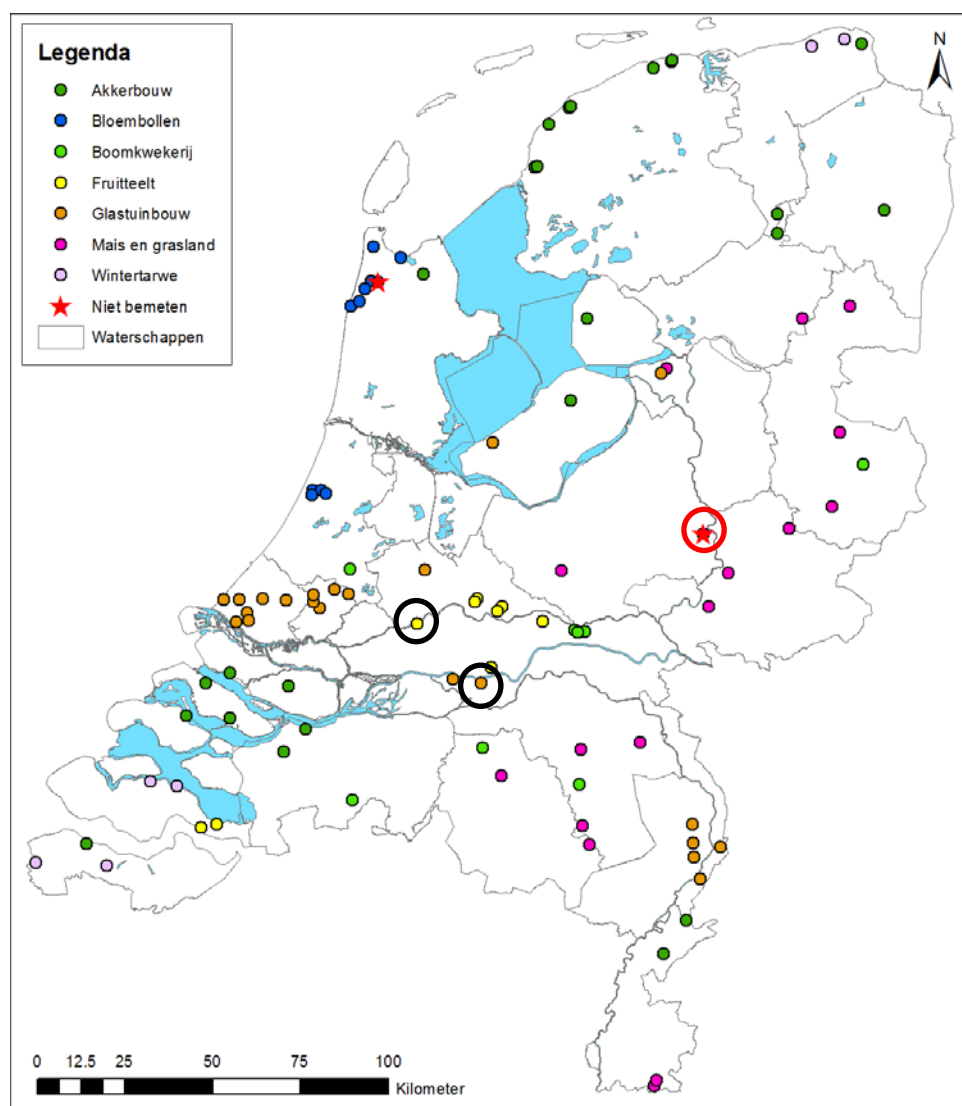 Legenda
Akkerbouw
Bloembollen
Boomkwekerij
Fruitteelt
Glastuinbouw
Mais en grasland
Wintertarwe
Niet bemeten
Waterschappen
N
0 12.5 25 50 75 100
Kilometer